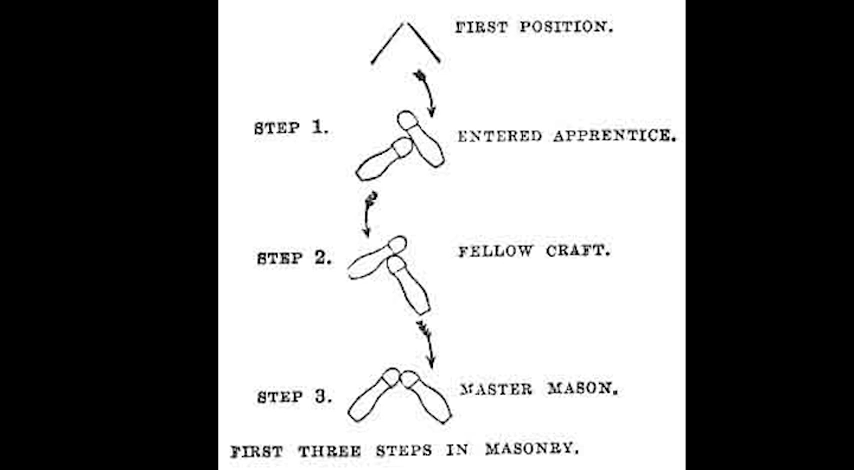 FIRST POSITION.
STEP 1.
ENTERED APPRENTICE.
STEP 2.
FELLOW CRAFT.
STEP 3.
MASTER MASON.
FIRST THREE STEPS IN MASONRY.